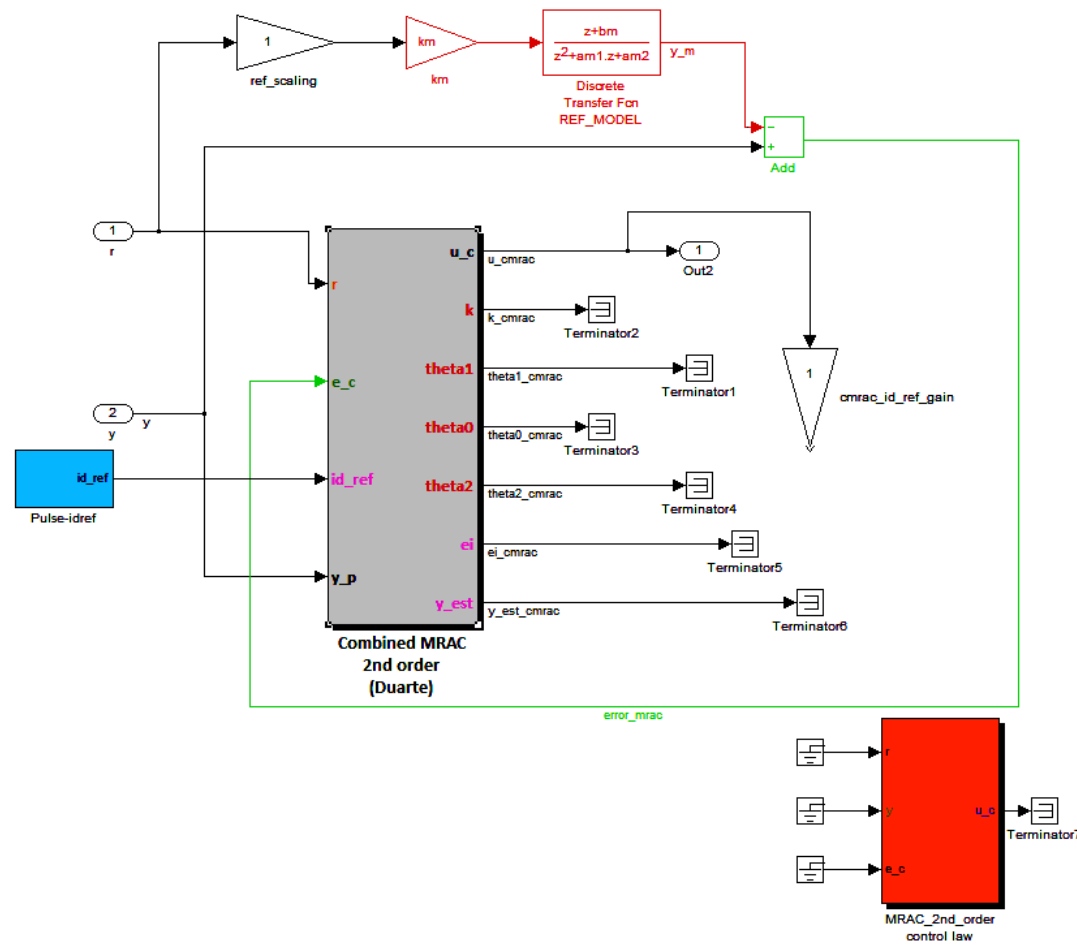 1
ref_scaling
km
km
z+bm
z2+am1.z+am2
Discrete
Transfer Fcn
REF_MODEL
y_m
−
+
Add
1
r
r
e_c
id_ref
y_p
u_c
k
theta1
theta0
theta2
ei
y_est
Combined MRAC
2nd order
(Duarte)
u_cmrac
1
Out2
k_cmrac
Terminator2
theta1_cmrac
Terminator1
theta0_cmrac
Terminator3
theta2_cmrac
Terminator4
ei_cmrac
Terminator5
y_est_cmrac
Terminator6
1
cmrac_id_ref_gain
2
y
y
id_ref
Pulse-idref
error_mrac
r
y
e_c
u_c
Terminator7
MRAC_2nd_order
control law